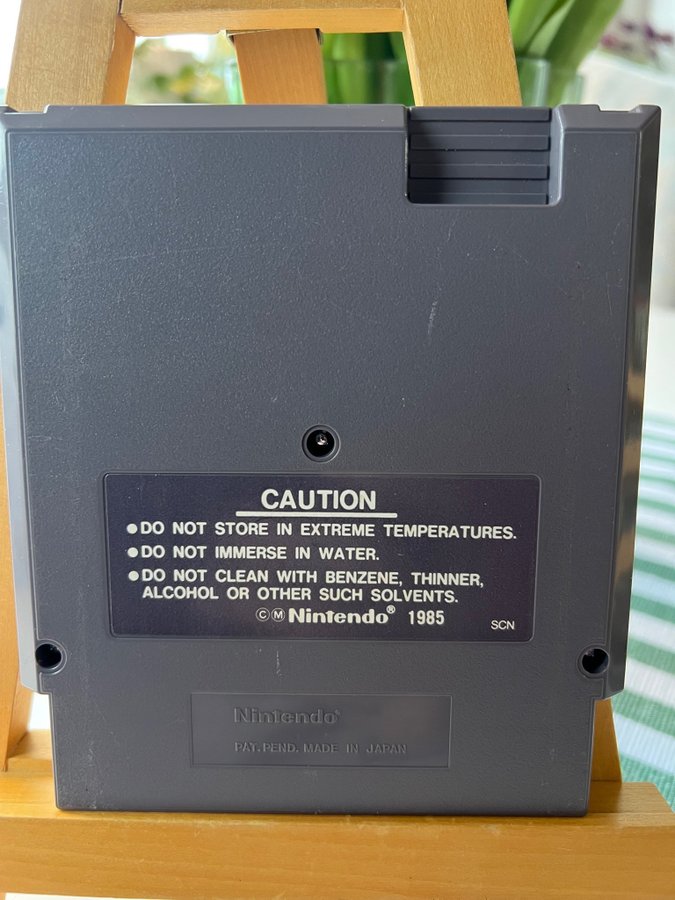 CAUTION
●DO NOT STORE IN EXTREME TEMPERATURES.
●DO NOT IMMERSE IN WATER.
●DO NOT CLEAN WITH BENZENE, THINNER,
ALCOHOL OR OTHER SUCH SOLVENTS.
©Ⓜ Nintendo® 1985
SCN
Nintendo®
PAT. PEND. MADE IN JAPAN